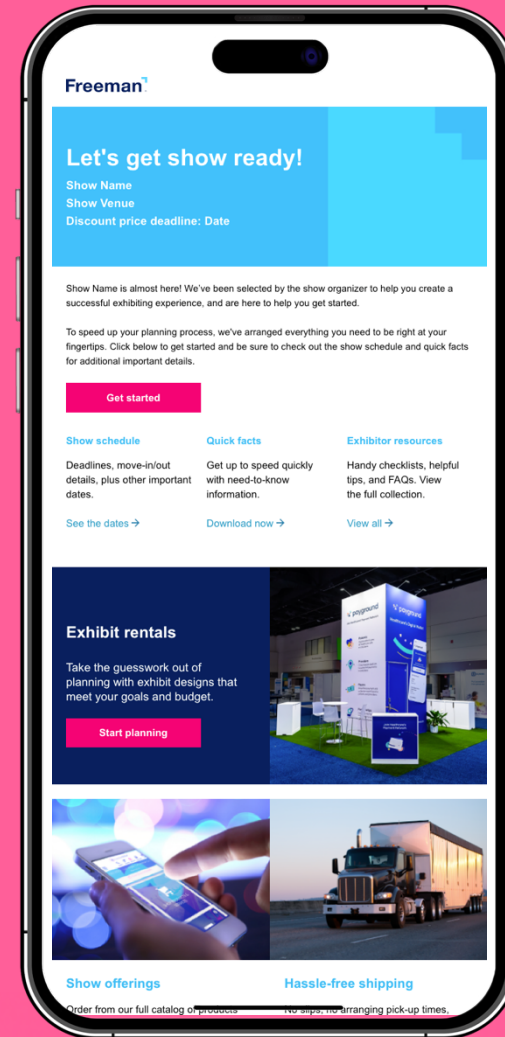 Freeman
Let's get show ready!
Show Name
Show Venue
Discount price deadline: Date
Show Name is almost here! We've been selected by the show organizer to help you create a
successful exhibiting experience, and are here to help you get started.
To speed up your planning process, we've arranged everything you need to be right at your
fingertips. Click below to get started and be sure to check out the show schedule and quick facts
for additional important details.
Get started
Show schedule
Deadlines, move-in/out
details, plus other important
dates.
See the dates →
Quick facts
Get up to speed quickly
with need-to-know
information.
Download now →
Exhibitor resources
Handy checklists, helpful
tips, and FAQs. View
the full collection.
View all →
Exhibit rentals
Take the guesswork out of
planning with exhibit designs that
meet your goals and budget.
Start planning
payground
payground
Show offerings
Order from our full catalog of products
Hassle-free shipping
No slips, no arranging pick-up times,